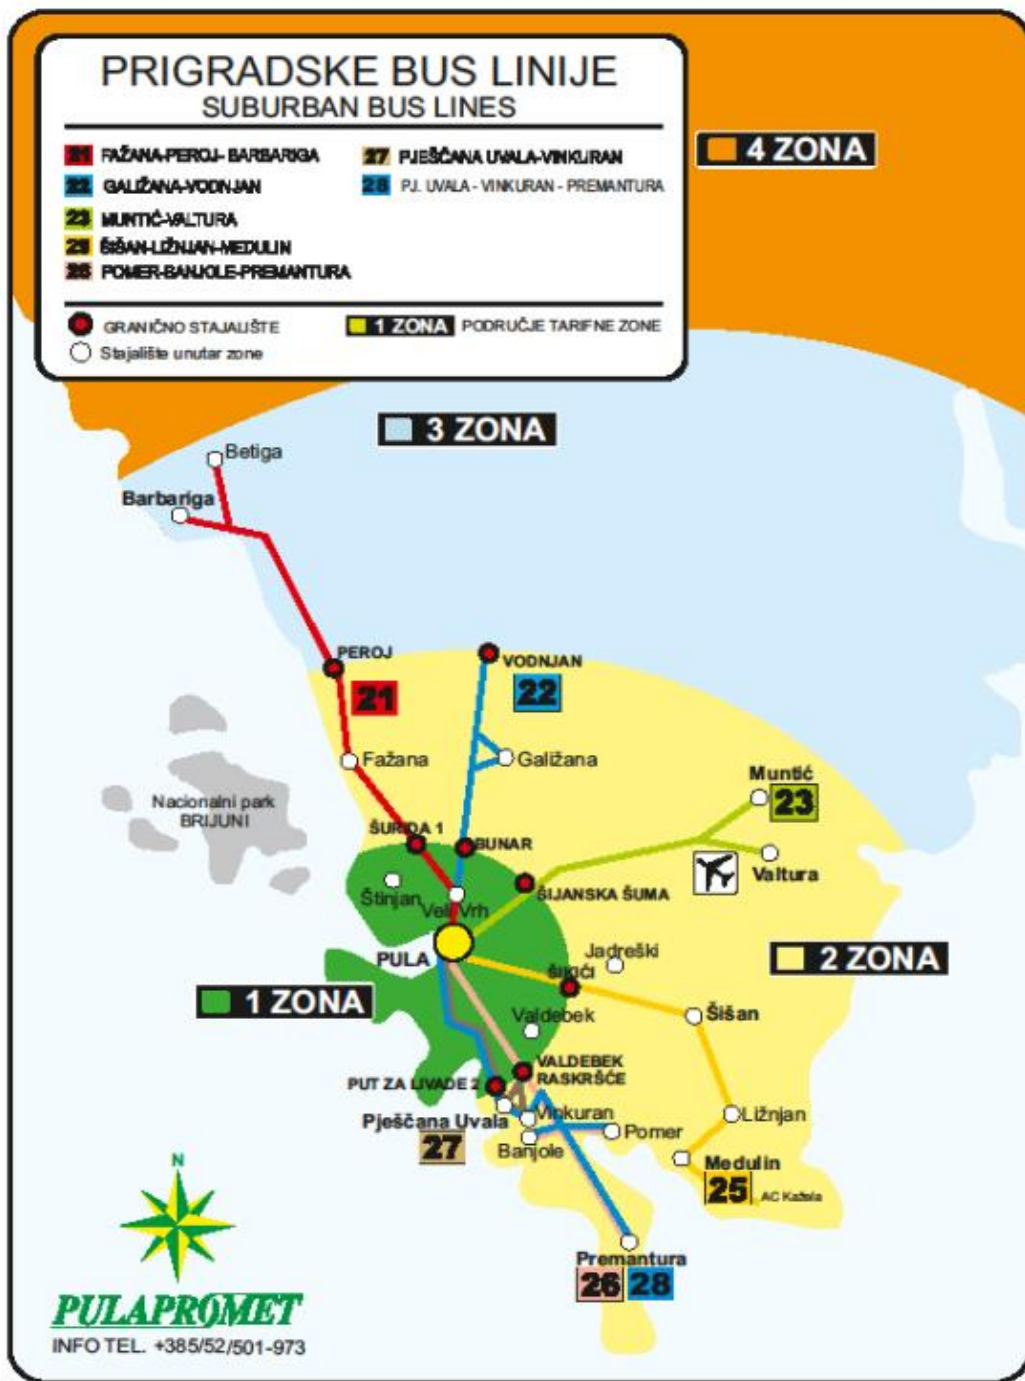 PRIGRADSKE BUS LINIJE
SUBURBAN BUS LINES
21 FAŽANA-PEROJ- BARBARIGA
22 GALIŽANA-VODNJAN
23 MUNTIĆ-VALTURA
25 ŠIŠAN-LIŽNJAN-MEDULIN
26 POMER-BANJOLE-PREMANTURA
27 PJEŠČANA UVALA-VINKURAN
28 PJ. UVALA - VINKURAN - PREMANTURA
GRANIČNO STAJALIŠTE
Stajalište unutar zone
1 ZONA PODRUČJE TARIFNE ZONE
4 ZONA
3 ZONA
Betiga
Barbariga
PEROJ
21
VODNJAN
22
Fažana
Galižana
Nacionalni park
BRIJUNI
Muntić
23
ŠURIDA 1
BUNAR
Valtura
Štinjan
Veli Vrh
ŠIJANSKA ŠUMA
PULA
Jadreški
2 ZONA
ŠIKIĆI
1 ZONA
Valdebek
Šišan
VALDEBEK
RASKRŠĆE
PUT ZA LIVADE 2
Pješčana Uvala
27
Vinkuran
Banjole
Pomer
Ližnjan
Medulin
25
AC Kažela
Premantura
26 28
N
PULAPROMET
INFO TEL. +385/52/501-973